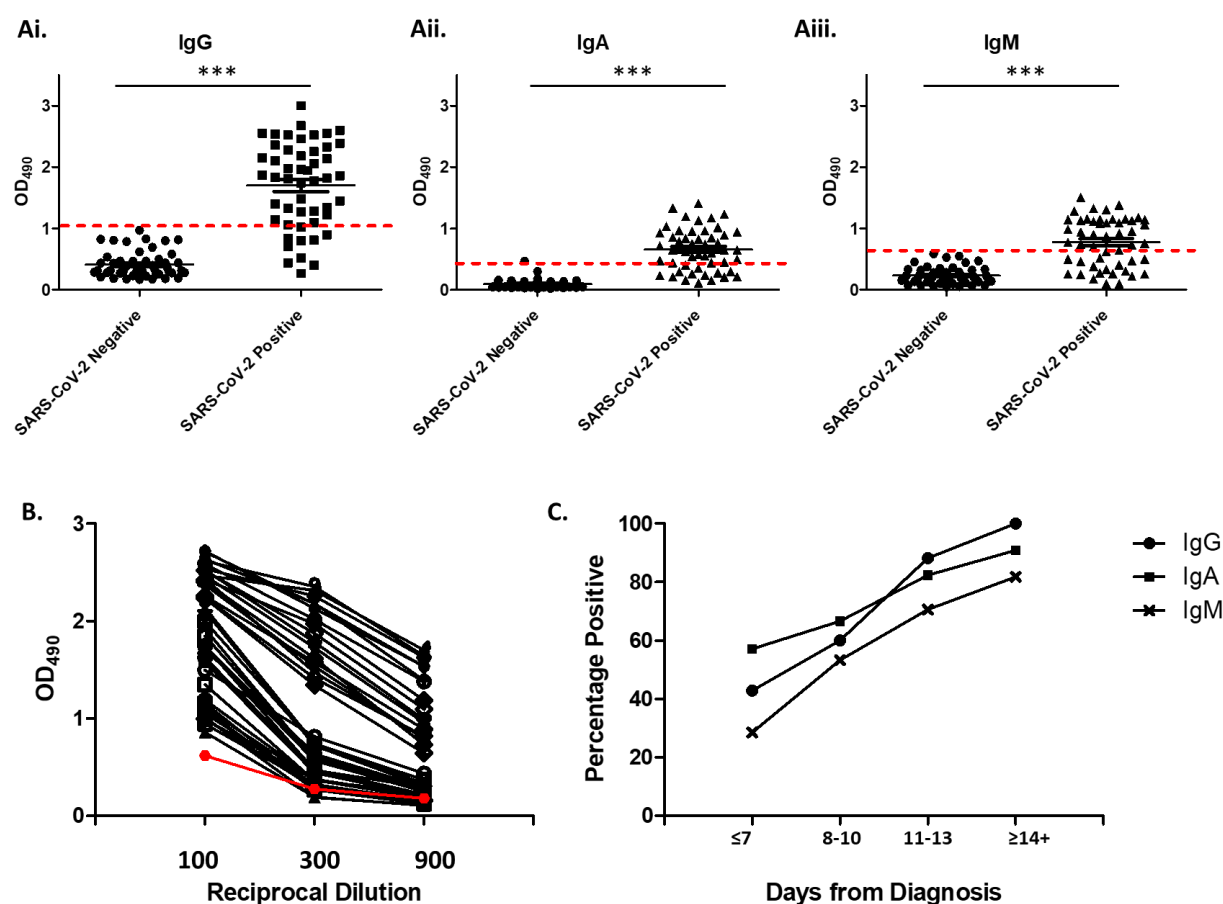 Ai.
IgG
***
OD490
3
2
1
0
SARS-CoV-2 Negative
SARS-CoV-2 Positive
Aii.
IgA
***
OD490
3
2
1
0
SARS-CoV-2 Negative
SARS-CoV-2 Positive
Aiii.
IgM
***
OD490
3
2
1
0
SARS-CoV-2 Negative
SARS-CoV-2 Positive
B.
OD490
3
2
1
0
100 300 900
Reciprocal Dilution
C.
Percentage Positive
100
80
60
40
20
0
≤7 8-10 11-13 ≥14+
Days from Diagnosis
IgG
IgA
IgM